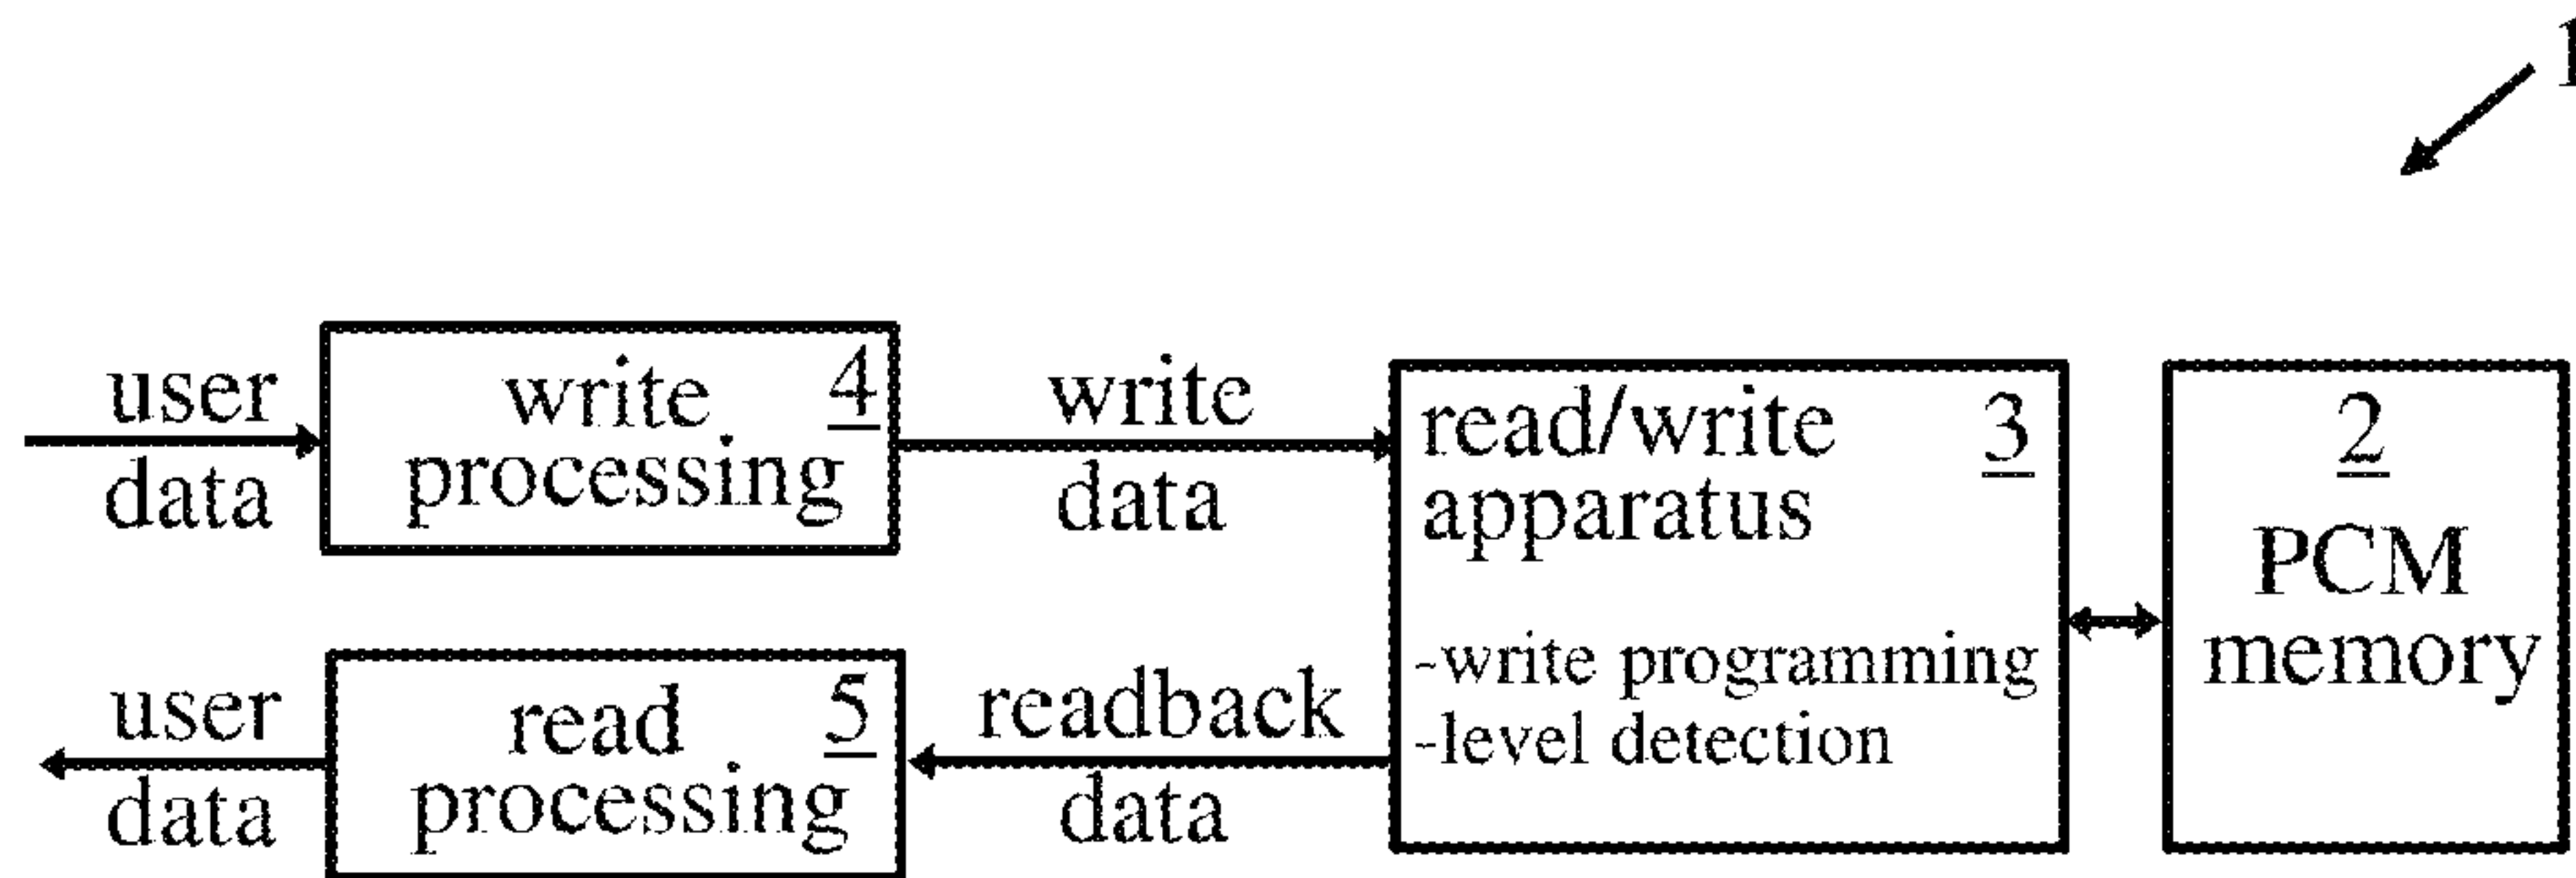 1
user
data
write 4
processing
write
data
read/write 3
apparatus
-write programming
-level detection
2
PCM
memory
user
data
read 5
processing
readback
data